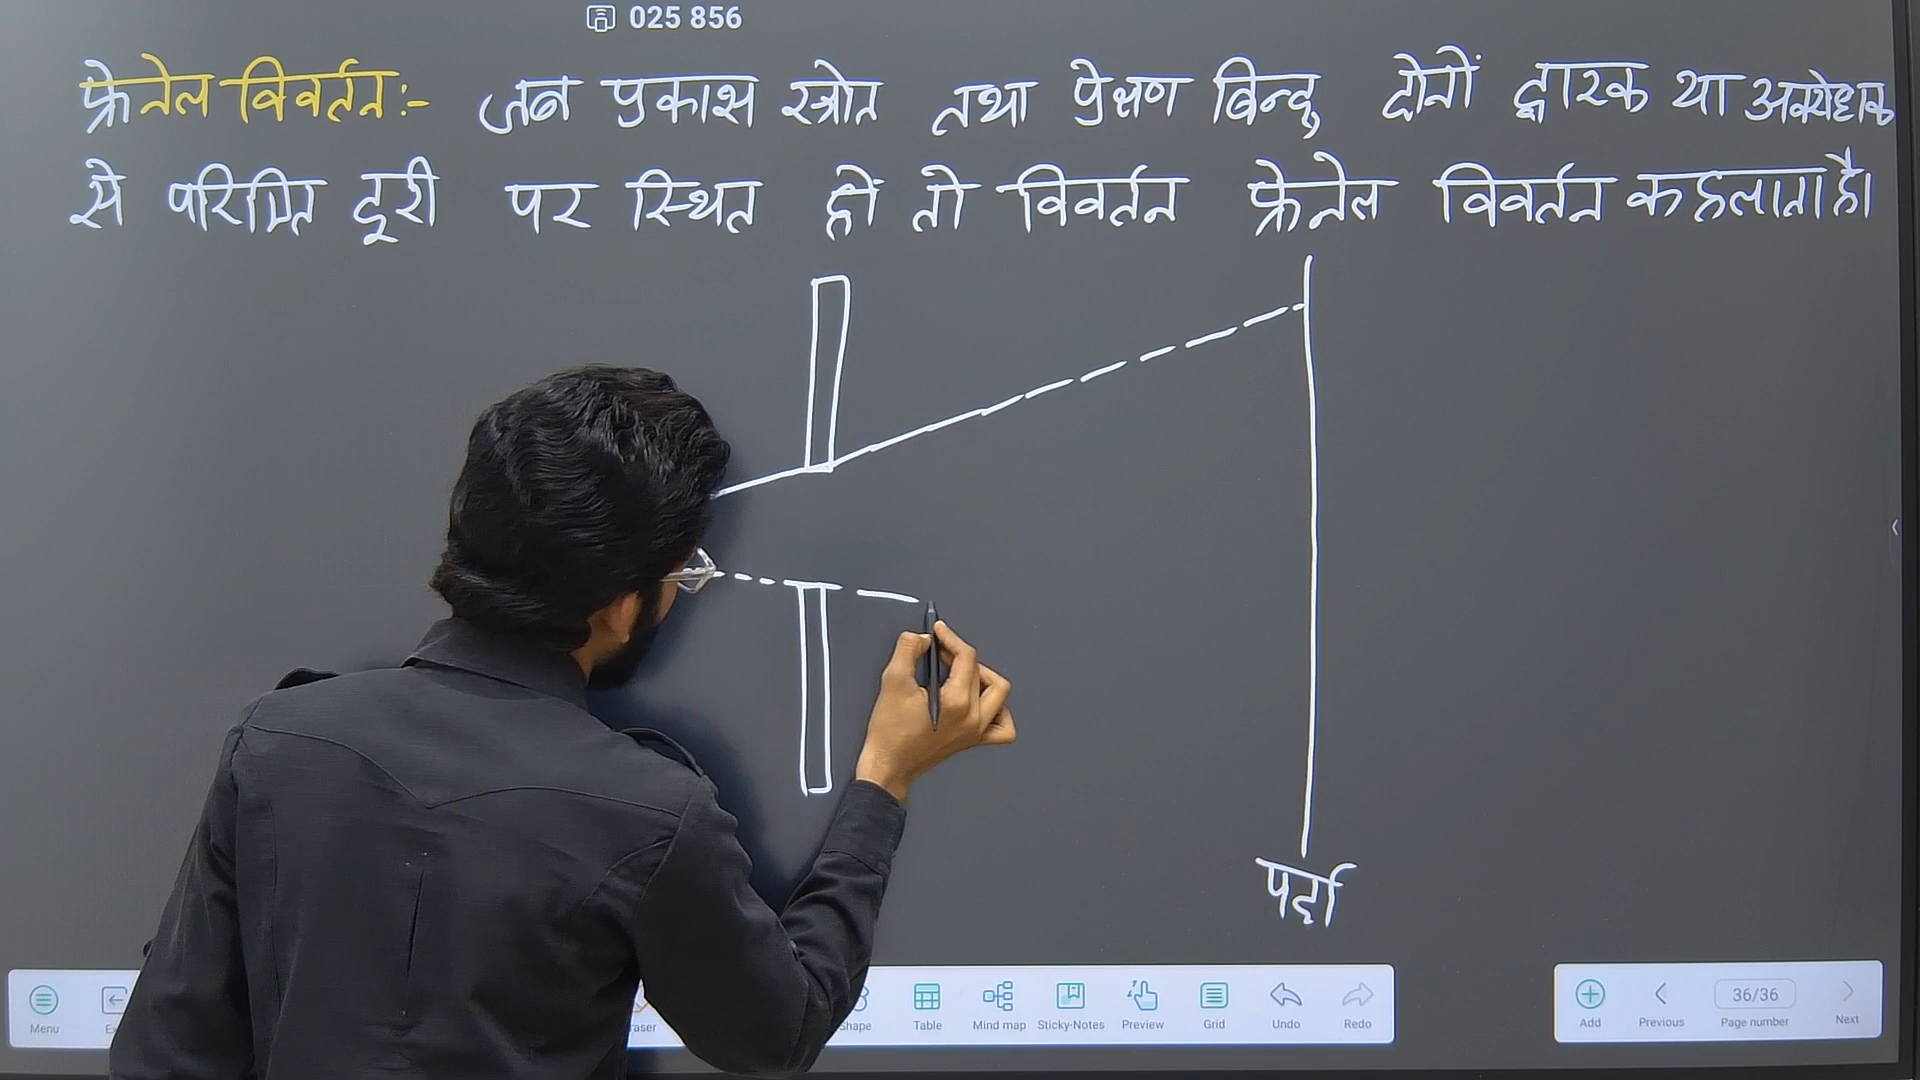 025 856
फ्रेनेल विवर्तन:- जब प्रकाश स्त्रोत तथा प्रेक्षण बिन्दु दोनों द्वारक या अवरोधक
से परिमित दूरी पर स्थित हों तो विवर्तन फ्रेनेल विवर्तन कहलाता है।
पर्दा
Menu Table Mind map Sticky-Notes Preview Grid Undo Redo Add Previous 36/36 Page number Next